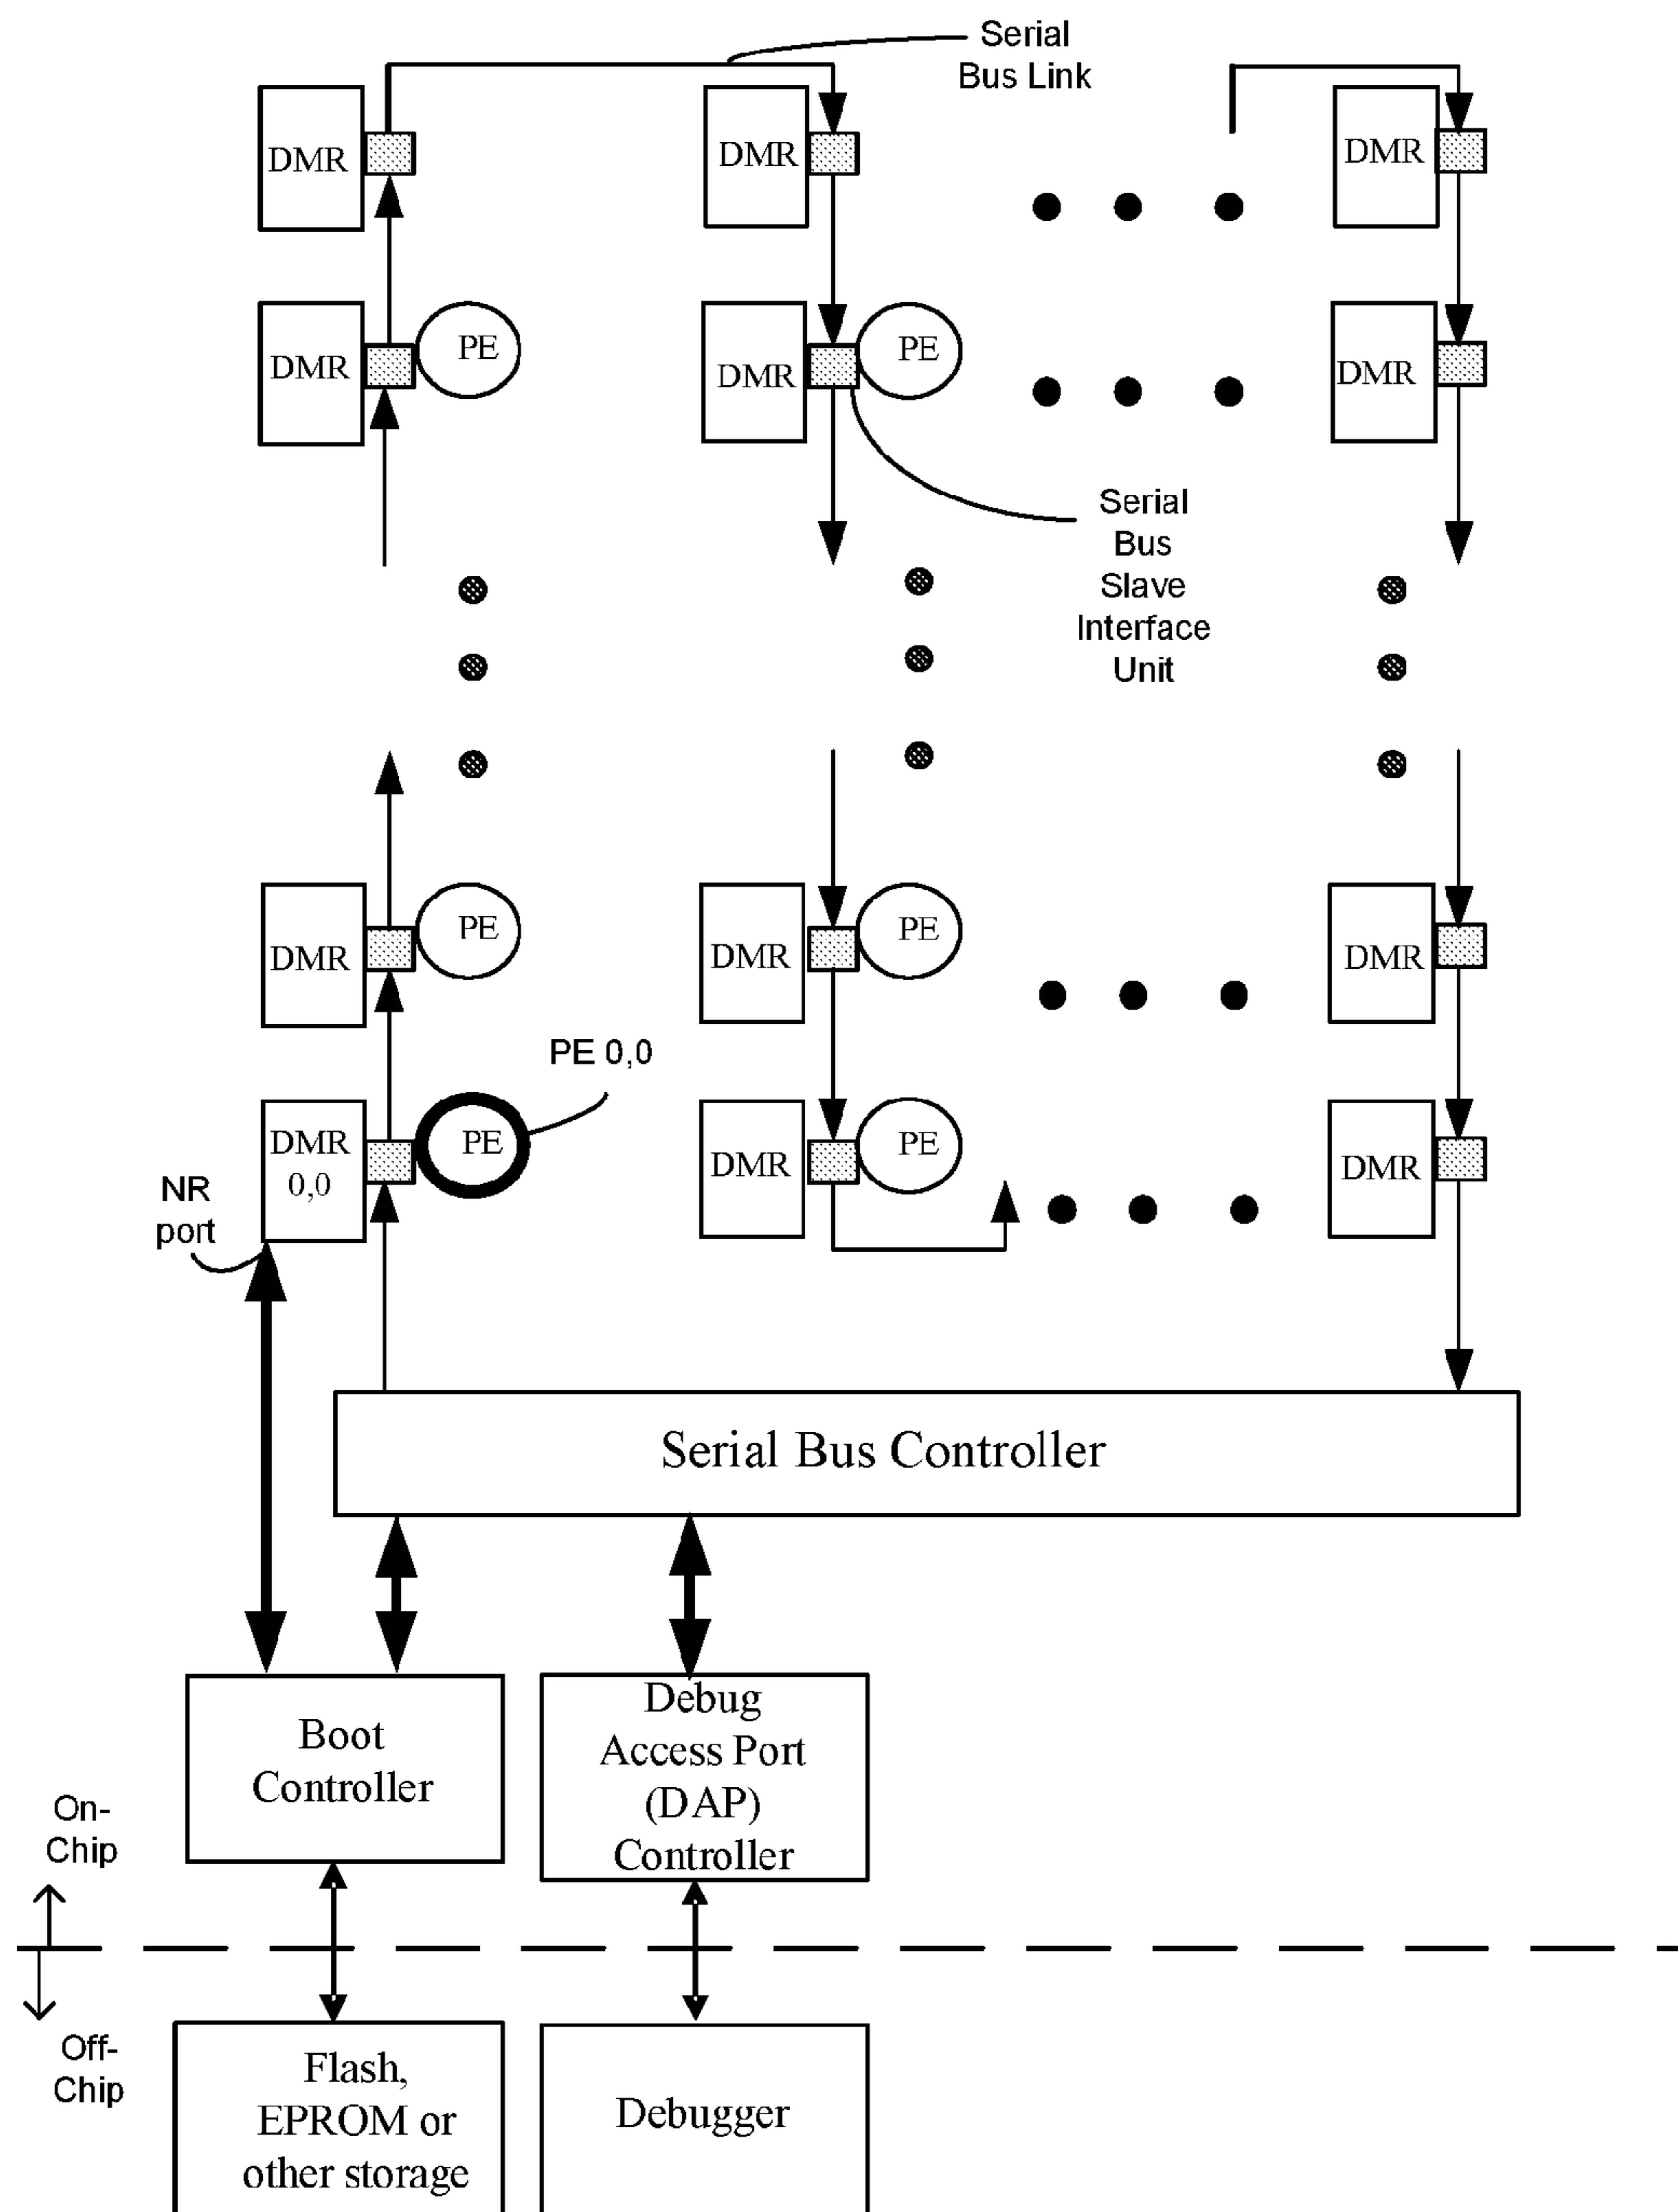 Serial
Bus Link
DMR
DMR
DMR
DMR
PE
DMR
PE
DMR
Serial
Bus
Slave
Interface
Unit
DMR
PE
DMR
PE
DMR
PE 0,0
DMR
0,0
PE
DMR
PE
DMR
NR
port
Serial Bus Controller
Boot
Controller
Debug
Access Port
(DAP)
Controller
On-
Chip
Off-
Chip
Flash,
EPROM or
other storage
Debugger